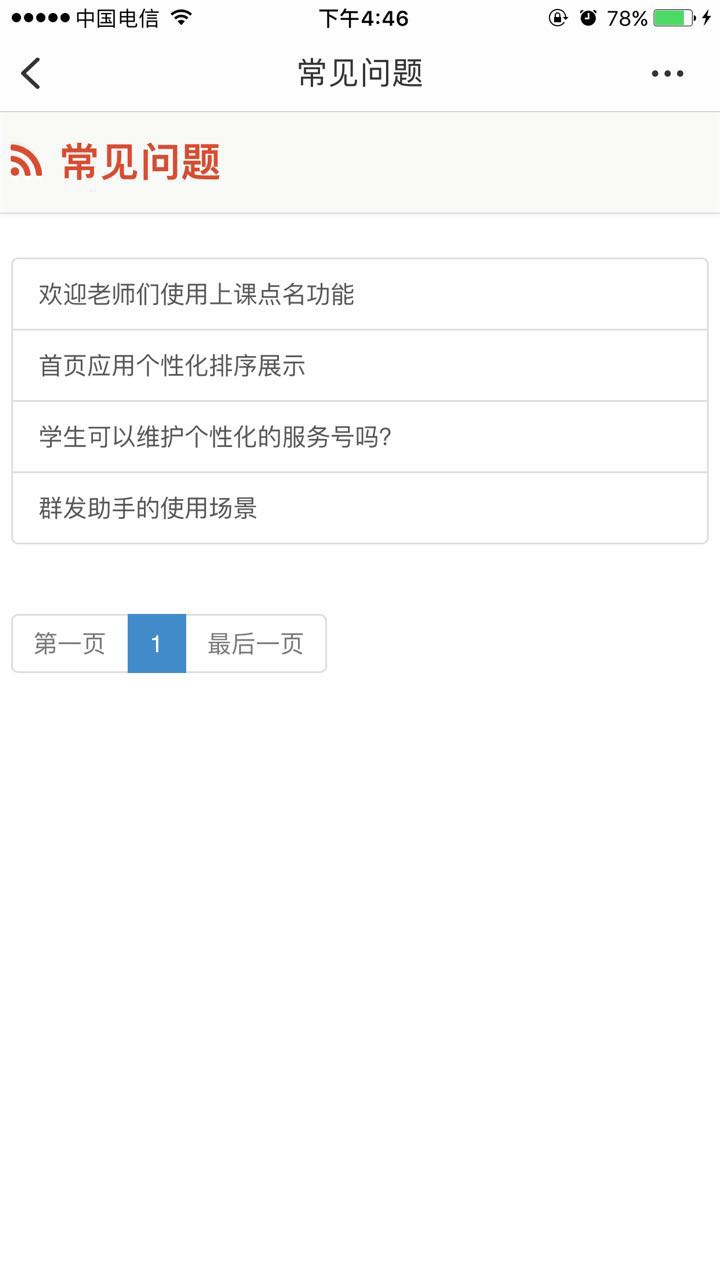 中国电信 下午4:46 78%
常见问题
常见问题
欢迎老师们使用上课点名功能
首页应用个性化排序展示
学生可以维护个性化的服务号吗?
群发助手的使用场景
第一页 1 最后一页